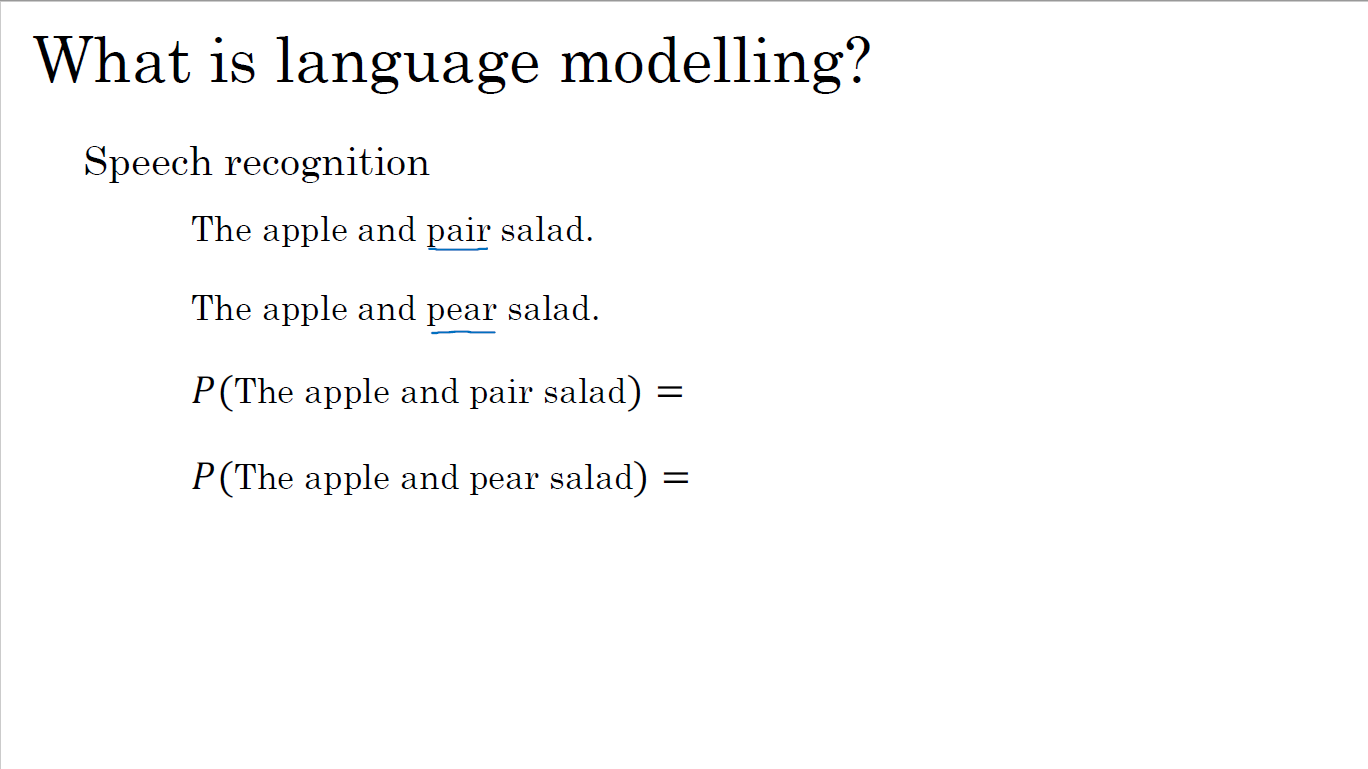 What is language modelling?
Speech recognition
The apple and pair salad.
The apple and pear salad.
P(The apple and pair salad) =
P(The apple and pear salad) =